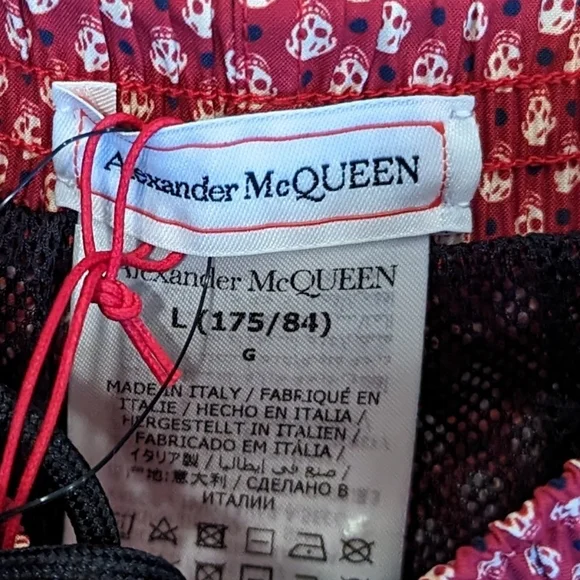 Alexander McQUEEN
Alexander McQUEEN
L (175/84)
G
MADE IN ITALY / FABRIQUÉ EN
ITALIE / HECHO EN ITALIA /
HERGESTELLT IN ITALIEN /
FABRICADO EM ITÁLIA /
イタリア製 / صنع في ايطاليا /
产地:意大利 / СДЕЛАНО В
ИТАЛИИ